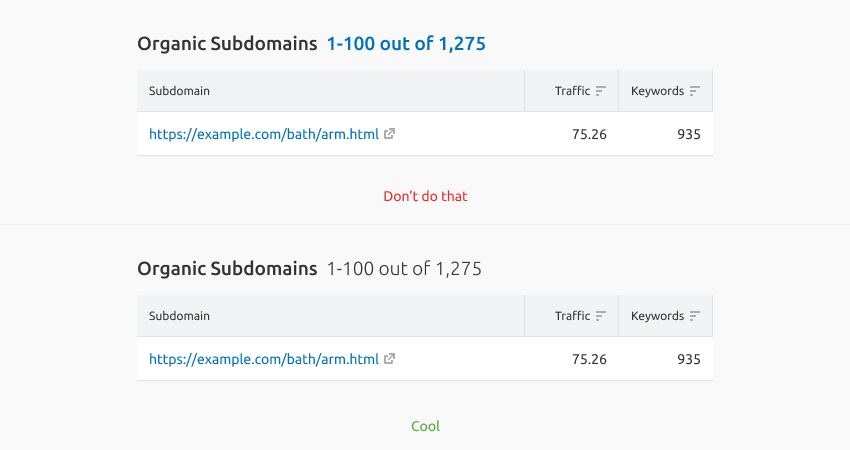 Organic Subdomains 1-100 out of 1,275
Subdomain Traffic Keywords
https://example.com/bath/arm.html 75.26 935
Don’t do that
Organic Subdomains 1-100 out of 1,275
Subdomain Traffic Keywords
https://example.com/bath/arm.html 75.26 935
Cool